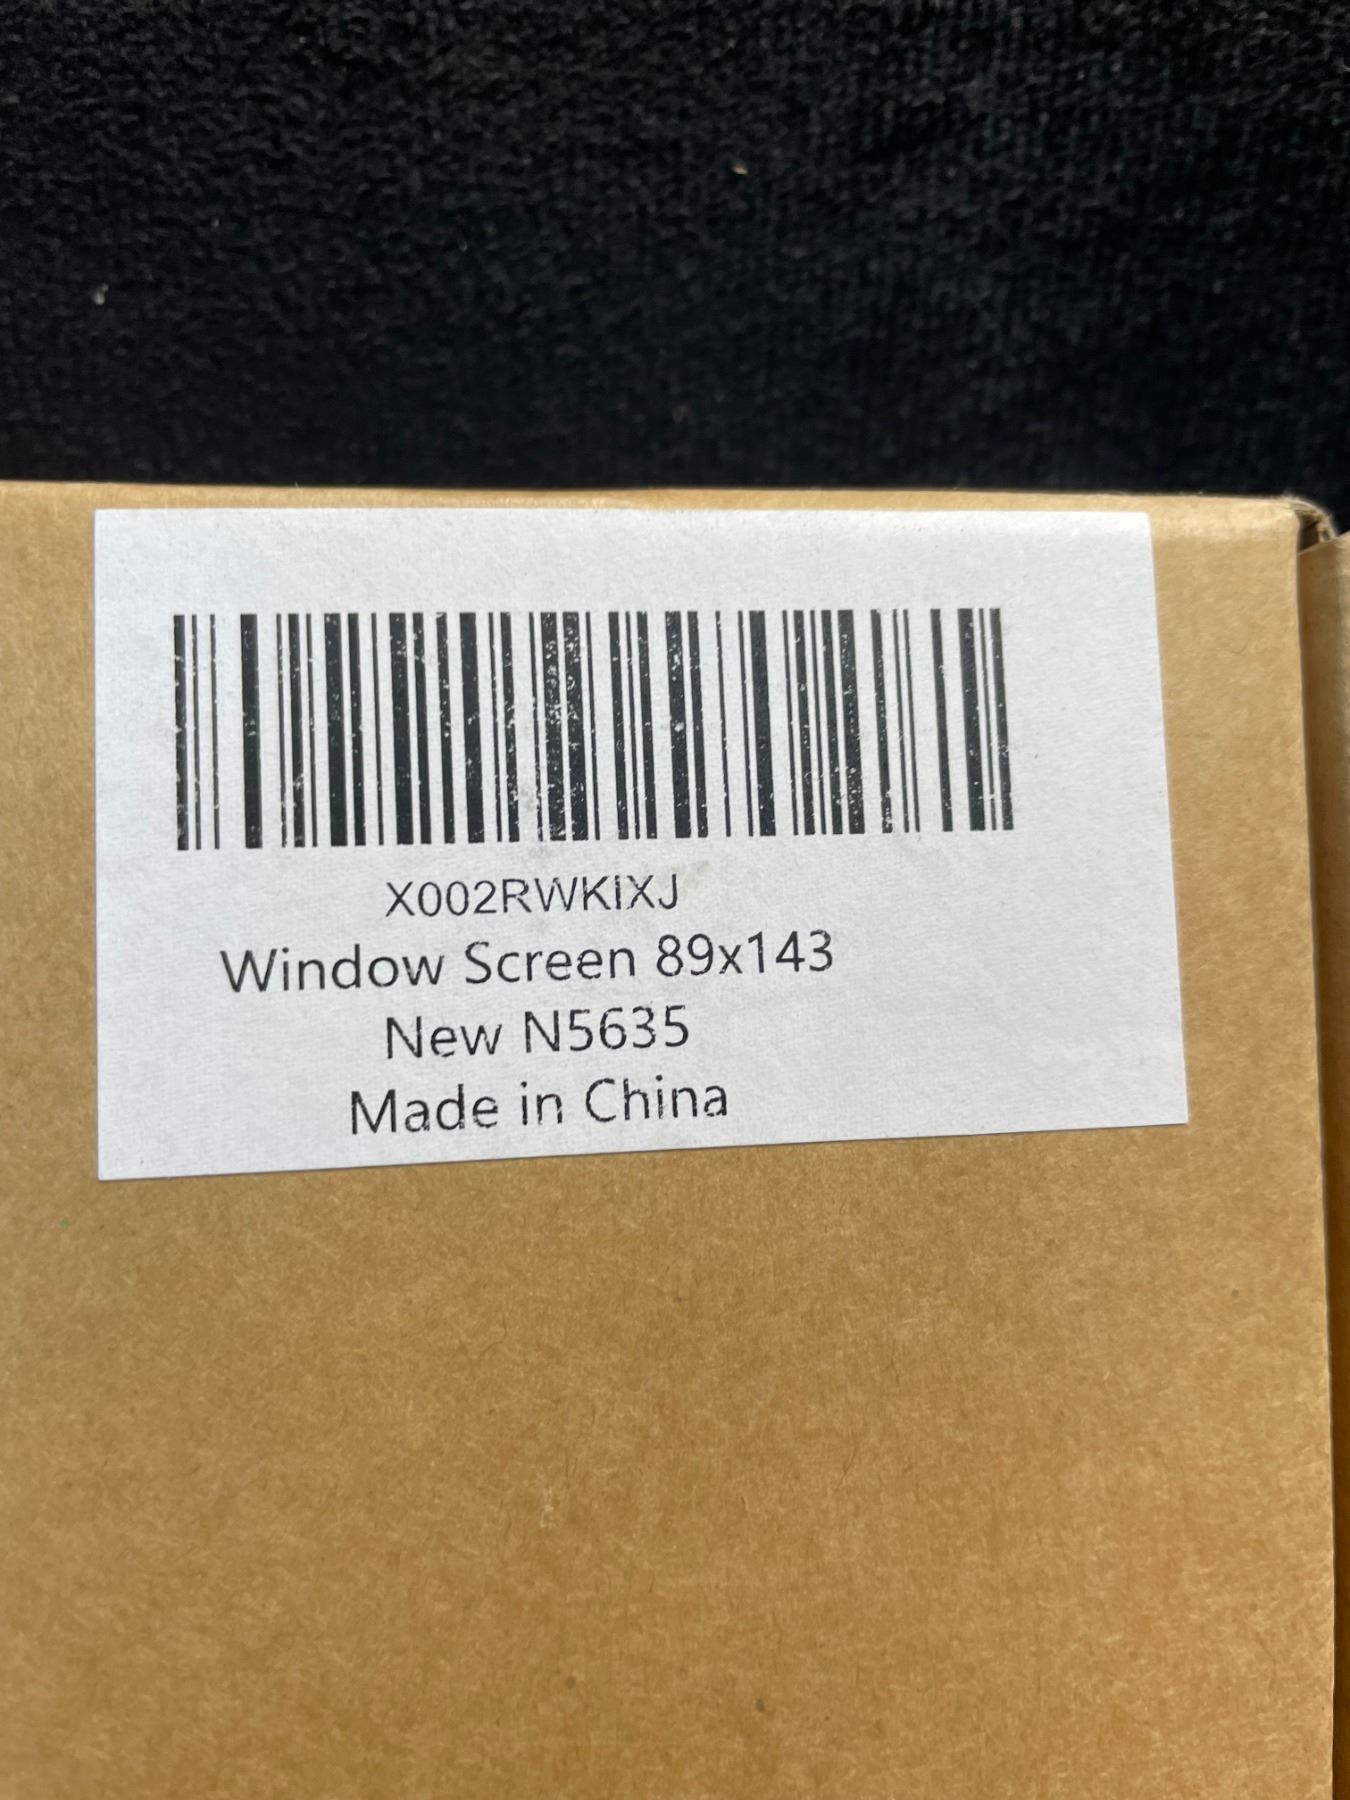 X002RWKIXJ
Window Screen 89x143
New N5635
Made in China